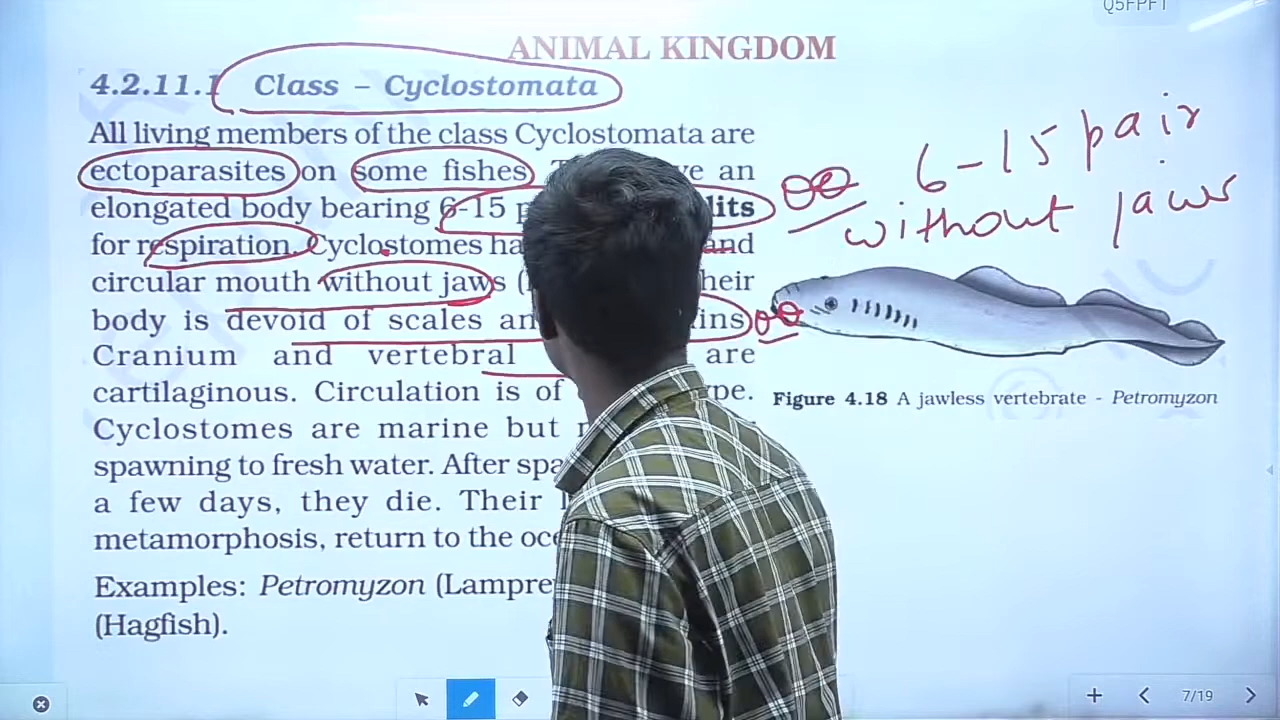 Q5FPFT
ANIMAL KINGDOM
4.2.11.1 Class – Cyclostomata
All living members of the class Cyclostomata are
ectoparasites on some fishes. an
elongated body bearing 6-15
for respiration. Cyclostomes and
circular mouth without jaws
body is devoid of scales
Cranium and vertebral are
cartilaginous. Circulation is of
Cyclostomes are marine but
spawning to fresh water. After
a few days, they die. Their
metamorphosis, return to the
Examples: Petromyzon
(Hagfish).
6-15 pair
without jaws
Figure 4.18 A jawless vertebrate - Petromyzon
7/19